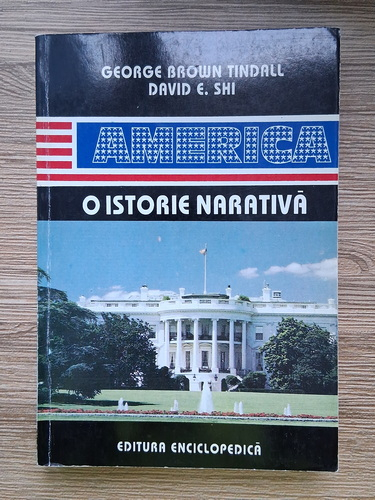 GEORGE BROWN TINDALL
DAVID E. SHI
AMERICA
O ISTORIE NARATIVĂ
EDITURA ENCICLOPEDICĂ